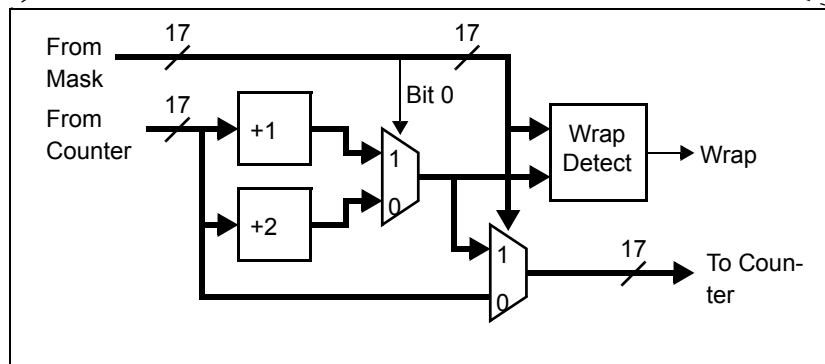 17
17
From
Mask
Bit 0
17
From
Counter
+1
1
Wrap
Detect
Wrap
0
+2
17
1
To Coun-
ter
0